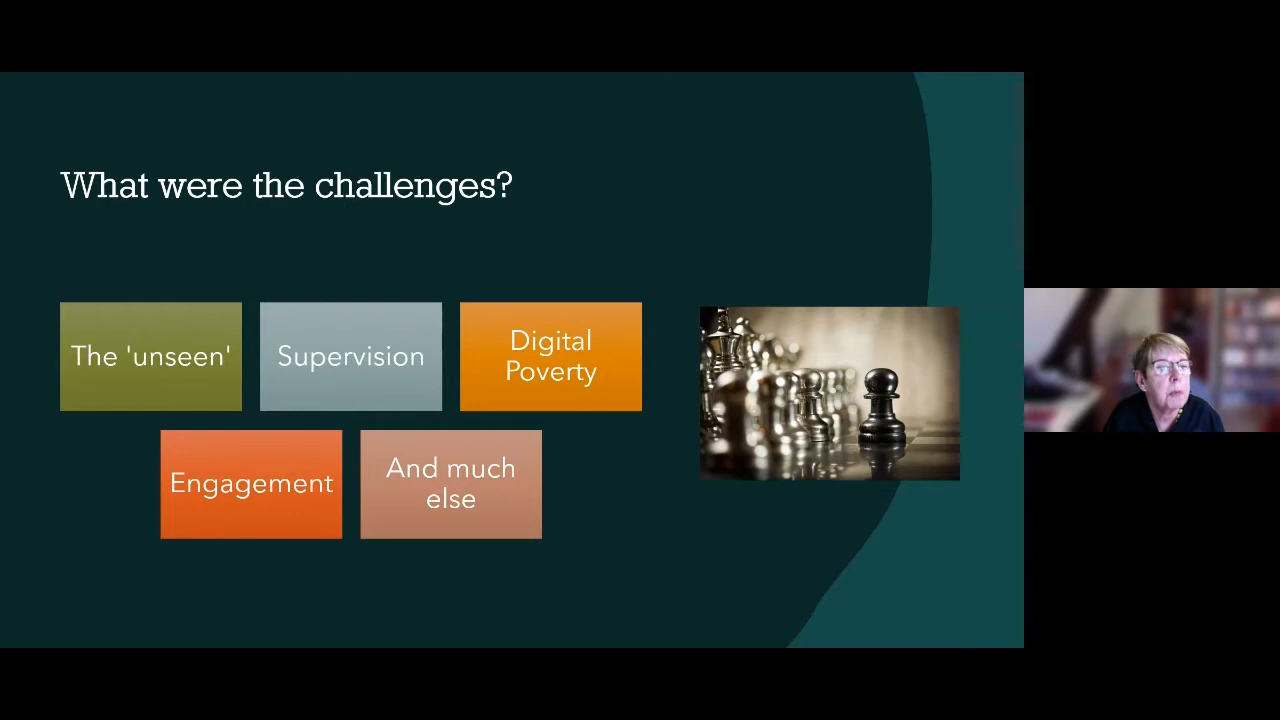 What were the challenges?
The 'unseen'
Supervision
Digital
Poverty
Engagement
And much
else